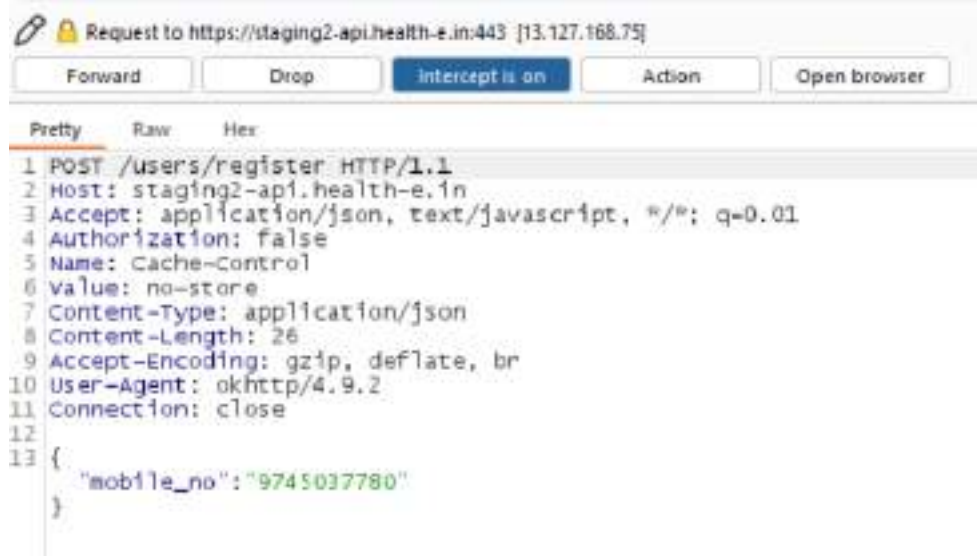 Request to https://staging2-api.health-e.in:443 [13.127.168.75]
Forward Drop Intercept is on Action Open browser
Pretty Raw Hex
1 POST /users/register HTTP/1.1
2 Host: staging2-api.health-e.in
3 Accept: application/json, text/javascript, */*; q=0.01
4 Authorization: false
5 Name: Cache-Control
6 Value: no-store
7 Content-Type: application/json
8 Content-Length: 26
9 Accept-Encoding: gzip, deflate, br
10 User-Agent: okhttp/4.9.2
11 Connection: close
12
13 {
"mobile_no":"9745037780"
}